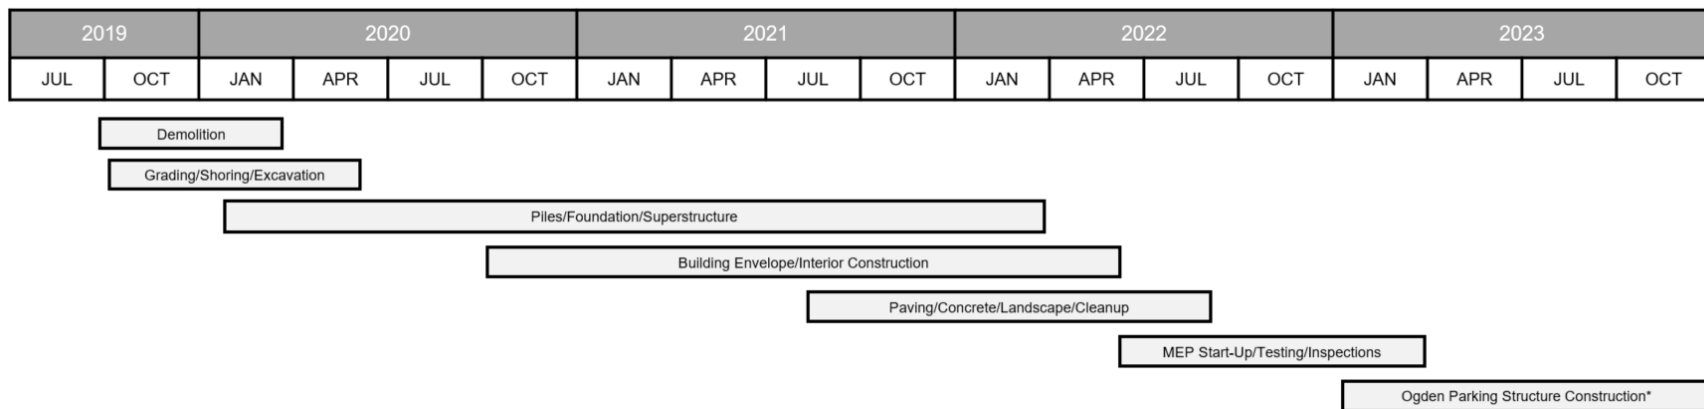 2019 2020 2021 2022 2023
JUL OCT JAN APR JUL OCT JAN APR JUL OCT JAN APR JUL OCT JAN APR JUL OCT
Demolition
Grading/Shoring/Excavation
Piles/Foundation/Superstructure
Building Envelope/Interior Construction
Paving/Concrete/Landscape/Cleanup
MEP Start-Up/Testing/Inspections
Ogden Parking Structure Construction*